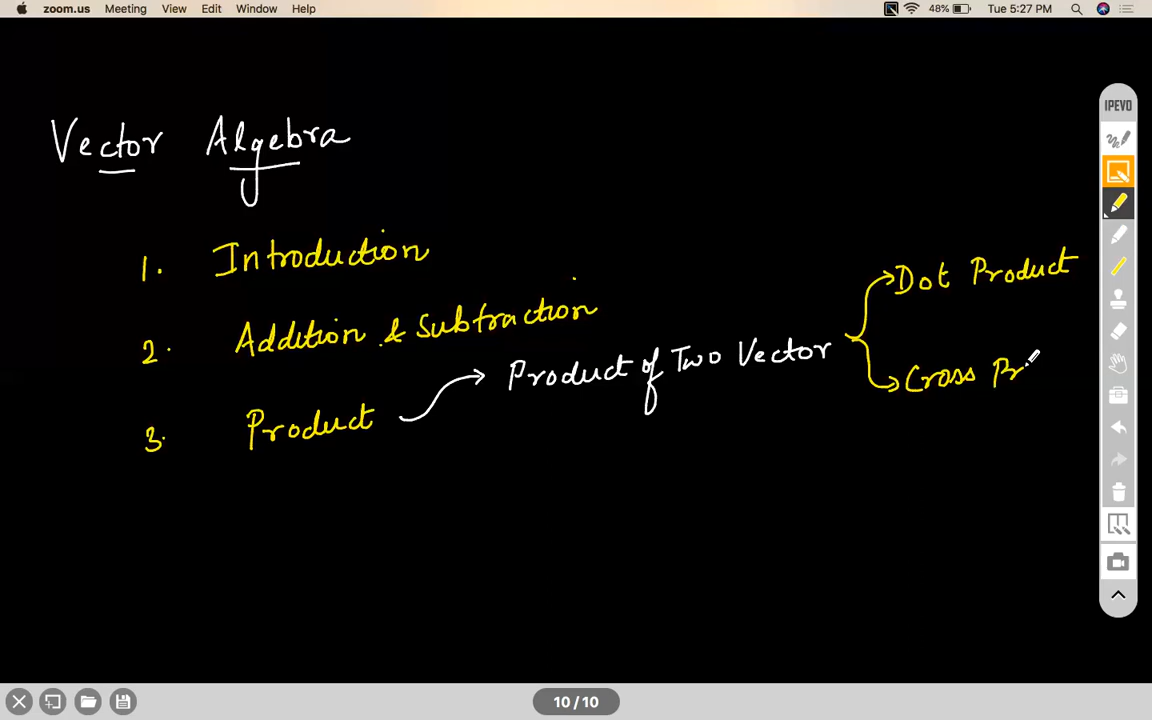 zoom.us Meeting View Edit Window Help 48% Tue 5:27 PM
IPEVO
Vector Algebra
1. Introduction
2. Addition & Subtraction
3. Product
Product of Two Vector
Dot Product
Cross Pr
10/10